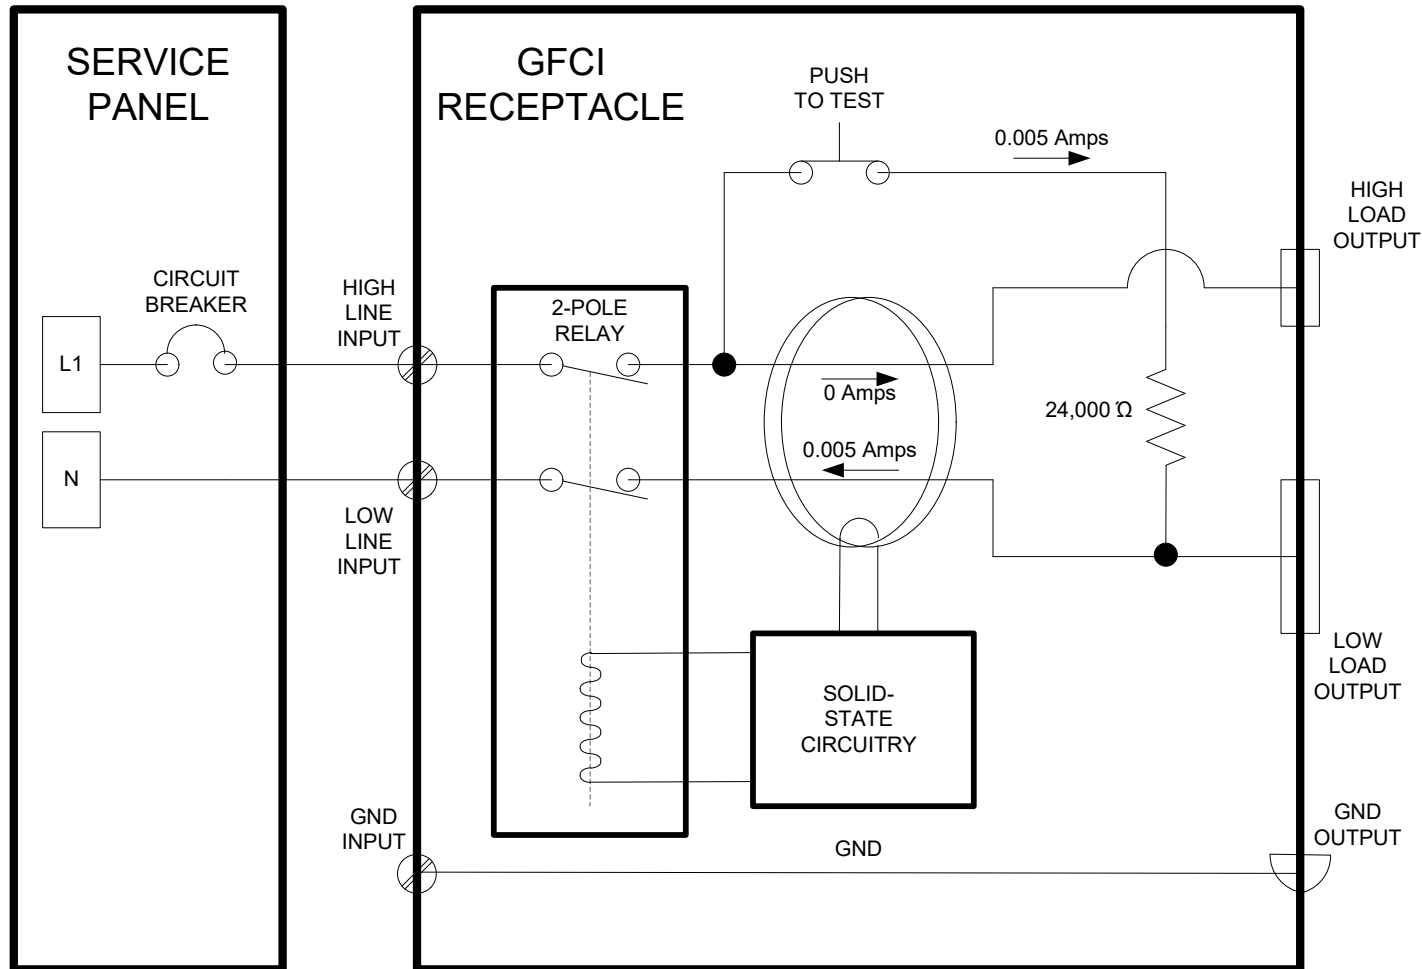 SERVICE
PANEL
GFCI
RECEPTACLE
PUSH
TO TEST
0.005 Amps
HIGH
LOAD
OUTPUT
CIRCUIT
BREAKER
HIGH
LINE
INPUT
2-POLE
RELAY
L1
0 Amps
24,000 Ω
0.005 Amps
N
LOW
LINE
INPUT
LOW
LOAD
OUTPUT
SOLID-
STATE
CIRCUITRY
GND
INPUT
GND
GND
OUTPUT